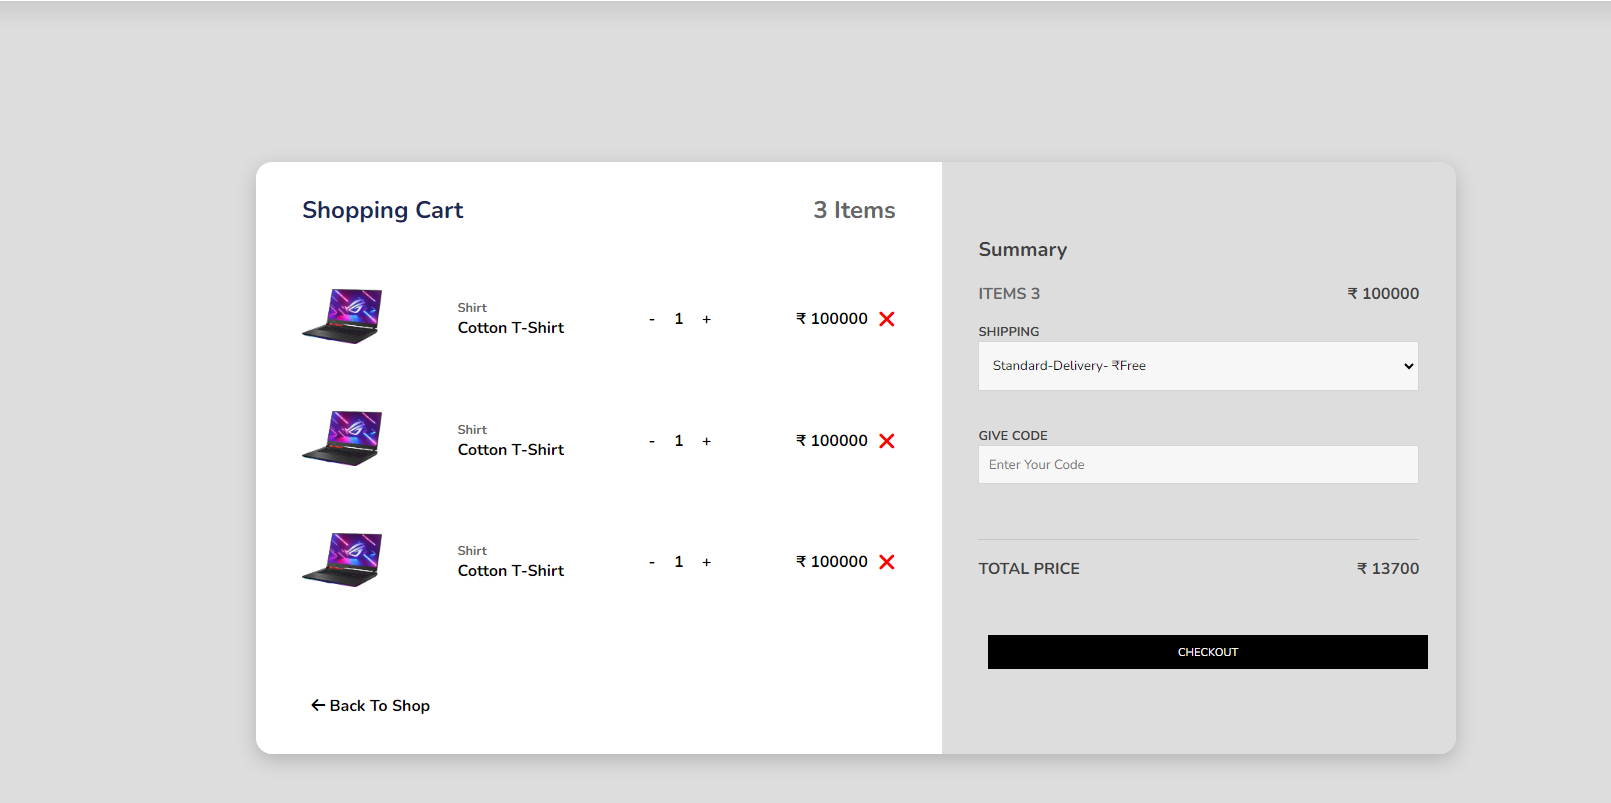 Shopping Cart
3 Items
Shirt
Cotton T-Shirt
- 1 +
₹ 100000
Shirt
Cotton T-Shirt
- 1 +
₹ 100000
Shirt
Cotton T-Shirt
- 1 +
₹ 100000
Back To Shop
Summary
ITEMS 3
₹ 100000
SHIPPING
Standard-Delivery- ₹Free
GIVE CODE
Enter Your Code
TOTAL PRICE
₹ 13700
CHECKOUT